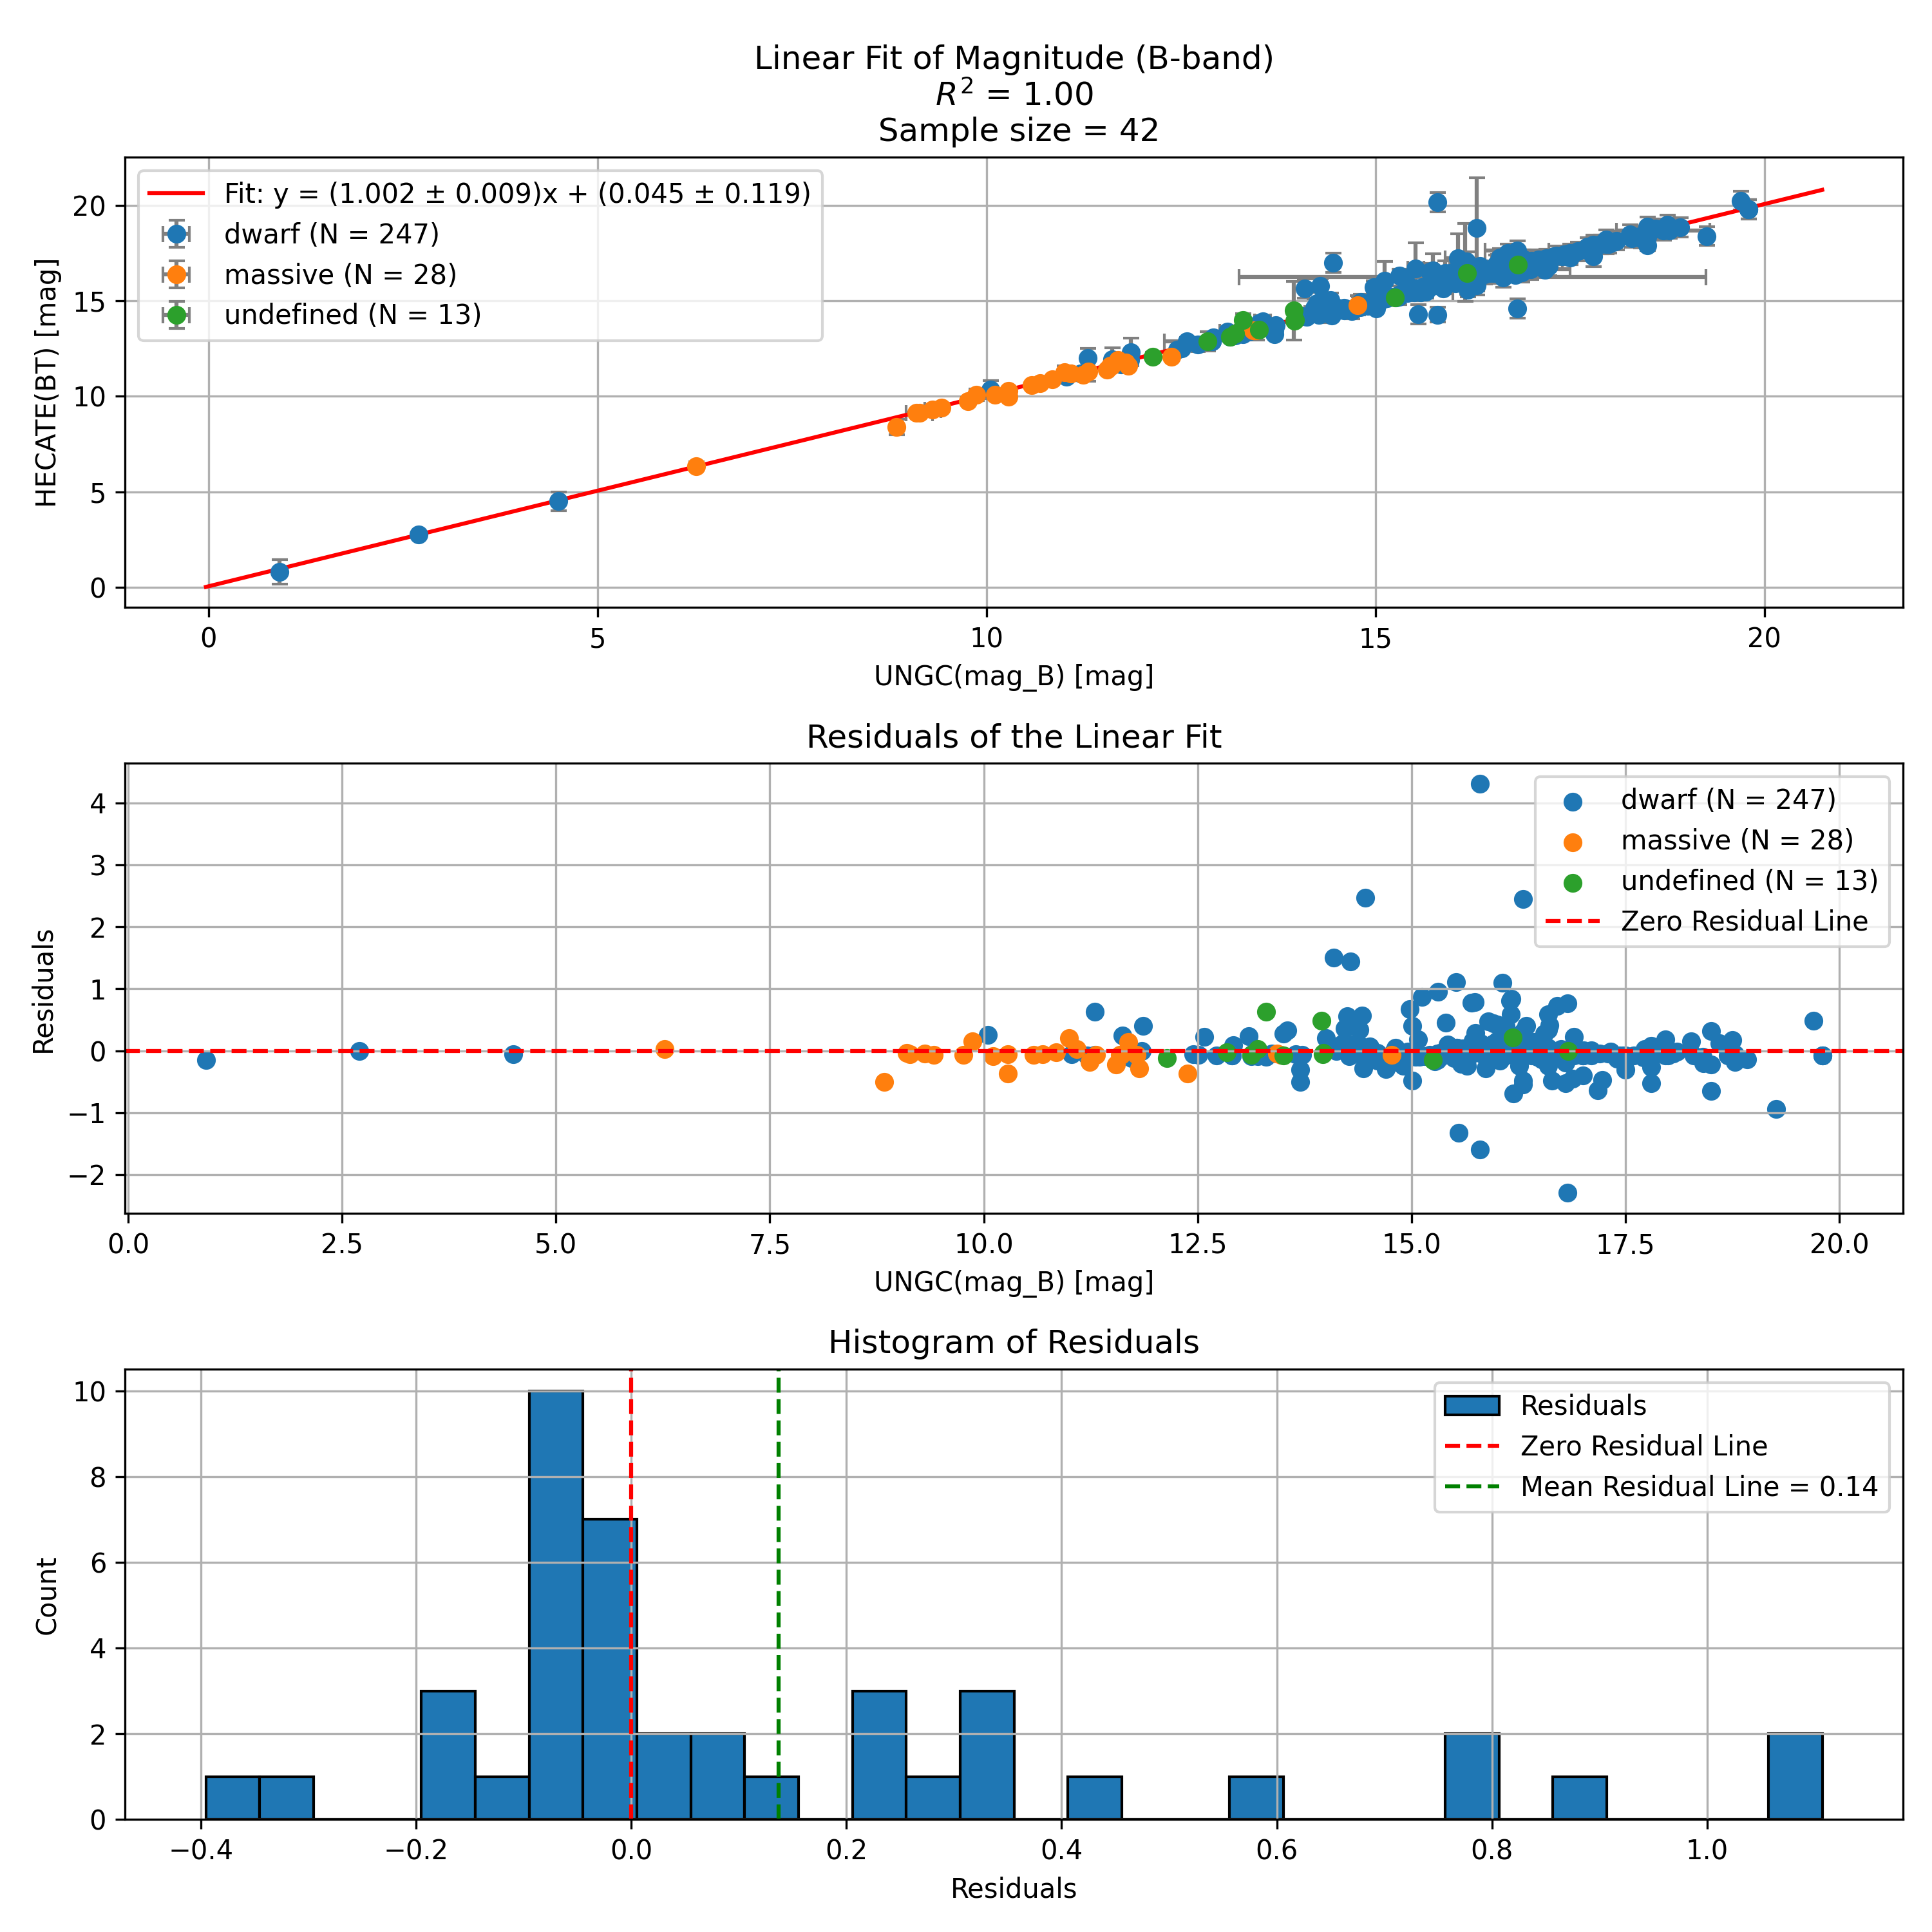 Linear Fit of Magnitude (B-band)
R² = 1.00
Sample size = 42
Fit: y = (1.002 ± 0.009)x + (0.045 ± 0.119)
dwarf (N = 247)
massive (N = 28)
undefined (N = 13)
HECATE(BT) [mag]
20
15
10
5
0
0 5 10 15 20
UNGC(mag_B) [mag]
Residuals of the Linear Fit
dwarf (N = 247)
massive (N = 28)
undefined (N = 13)
Zero Residual Line
Residuals
4
3
2
1
0
−1
−2
0.0 2.5 5.0 7.5 10.0 12.5 15.0 17.5 20.0
UNGC(mag_B) [mag]
Histogram of Residuals
Residuals
Zero Residual Line
Mean Residual Line = 0.14
Count
10
8
6
4
2
0
−0.4 −0.2 0.0 0.2 0.4 0.6 0.8 1.0
Residuals